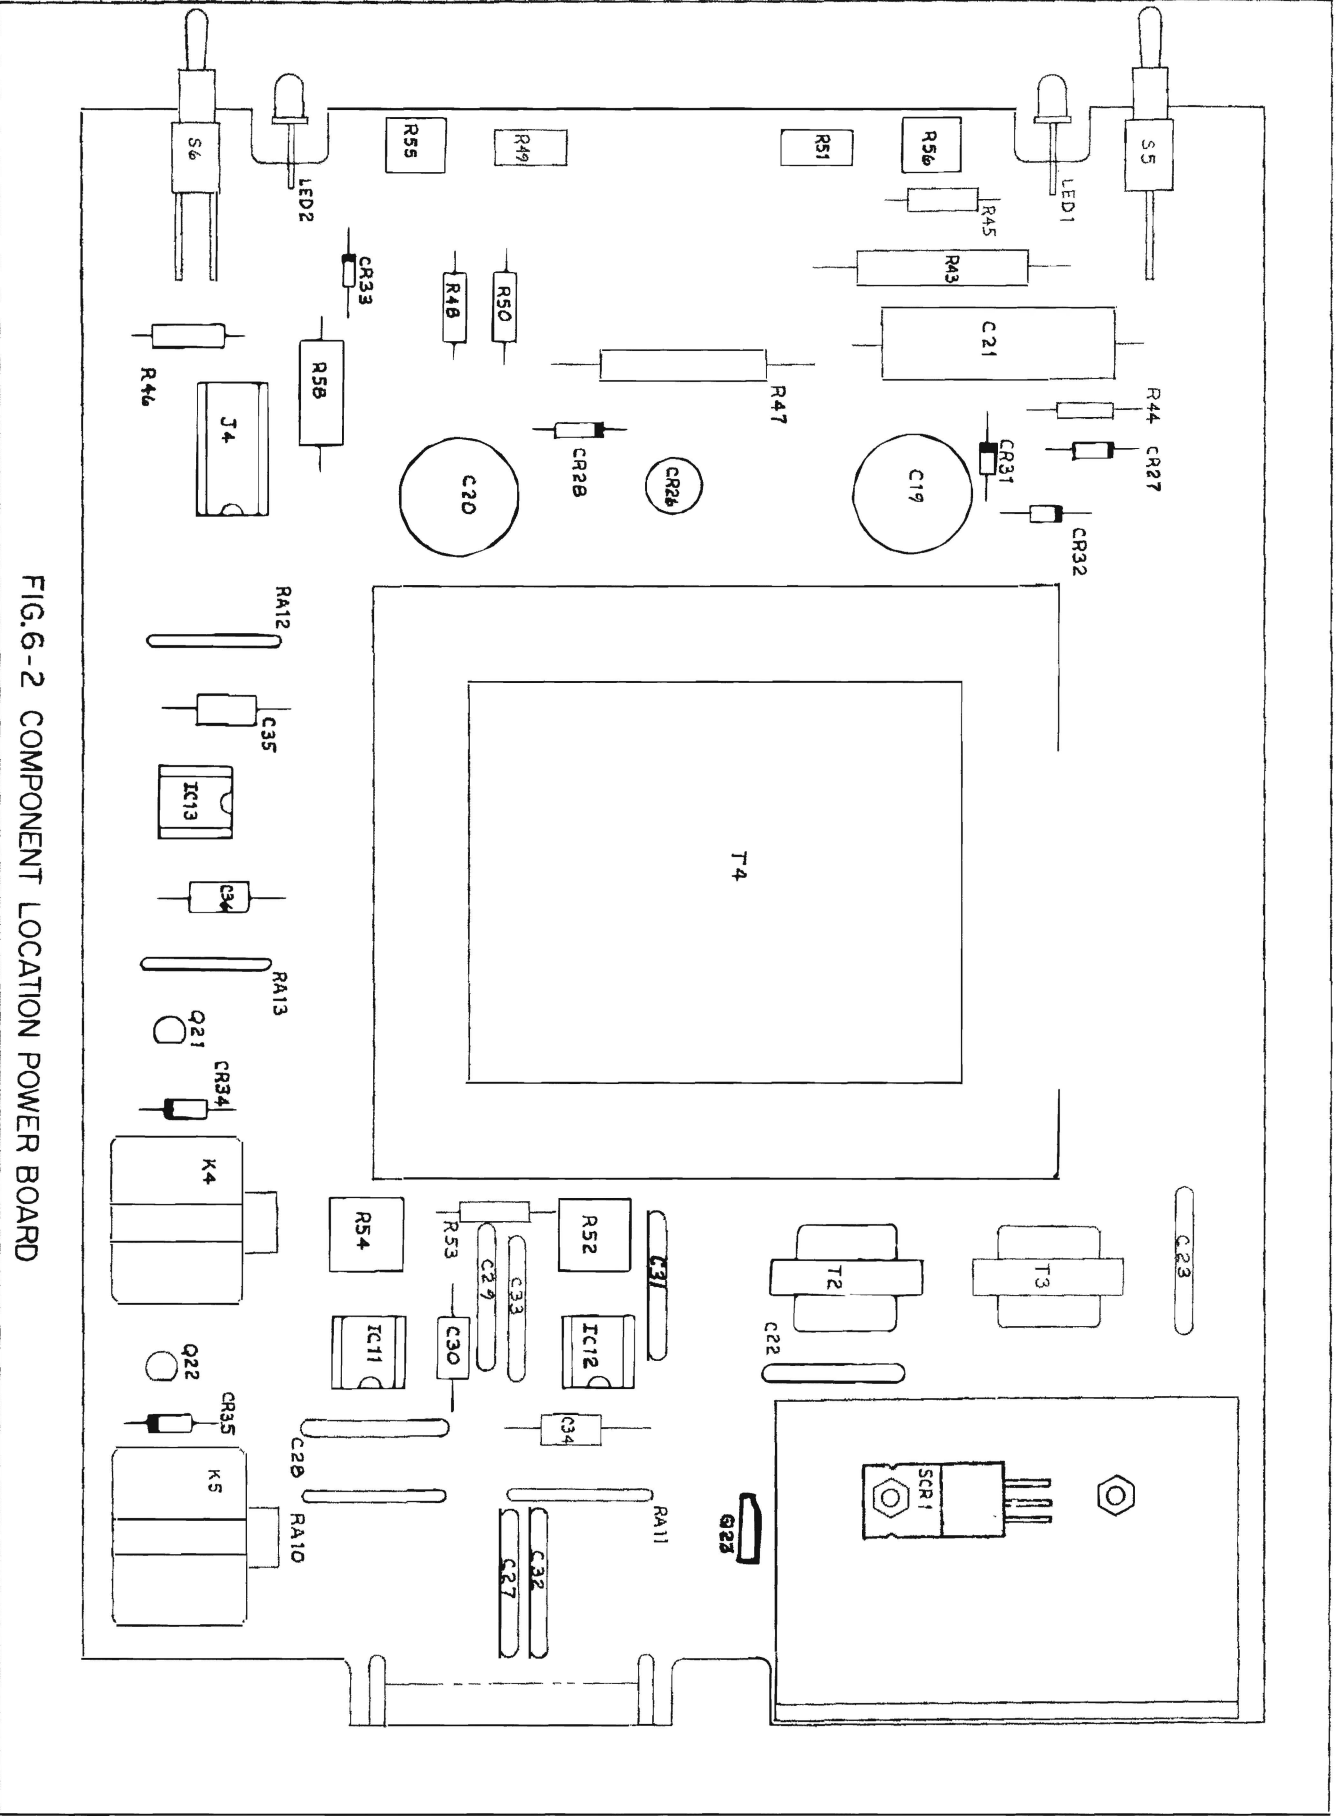 S6
LED2
R55
R49
R51
R56
LED1
S5
R45
CR33
R48
R50
R43
R46
R58
R47
C21
R44
J4
CR28
CR26
C20
C19
CR31
CR27
CR32
RA12
C35
IC13
C36
RA13
Q21
CR34
K4
T4
R54
R53
C29
C33
R52
C31
T2
T3
C23
IC11
C30
IC12
C22
Q22
CR35
C28
C34
K5
RA10
RA11
C27
C32
Q23
SCR1
FIG.6-2 COMPONENT LOCATION POWER BOARD